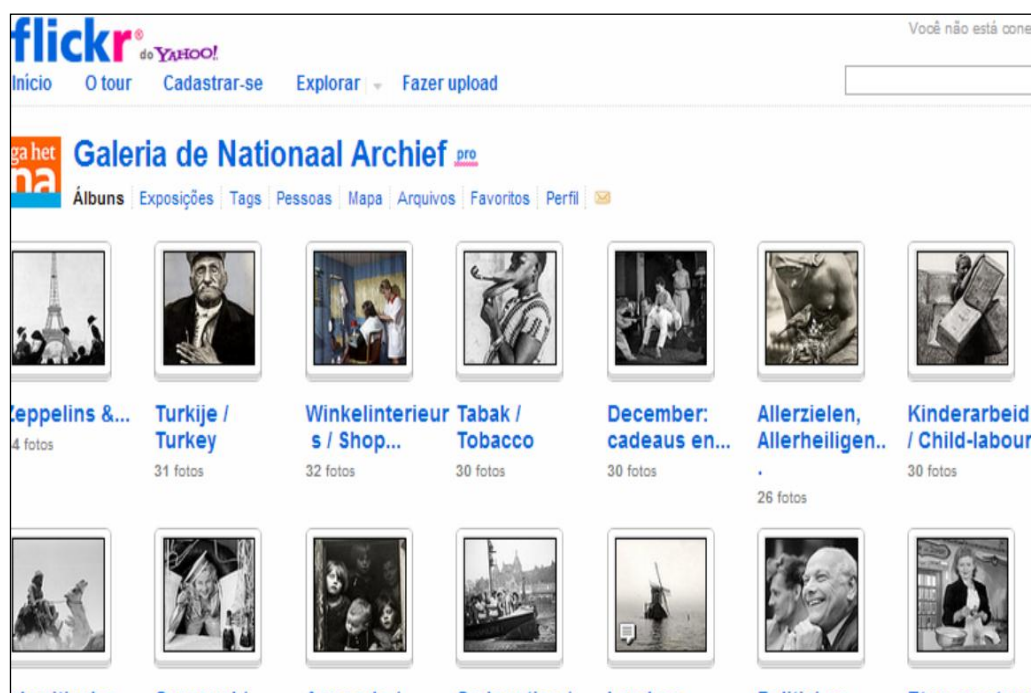 flickr®
do YAHOO!
Você não está cone
Início O tour Cadastrar-se Explorar Fazer upload
ga het
na
Galeria de Nationaal Archief pro
Álbuns Exposições Tags Pessoas Mapa Arquivos Favoritos Perfil
Zeppelins &...
4 fotos
Turkije /
Turkey
31 fotos
Winkelinterieur
s / Shop...
32 fotos
Tabak /
Tobacco
30 fotos
December:
cadeaus en...
30 fotos
Allerzielen,
Allerheiligen..
.
26 fotos
Kinderarbeid
/ Child-labour
30 fotos